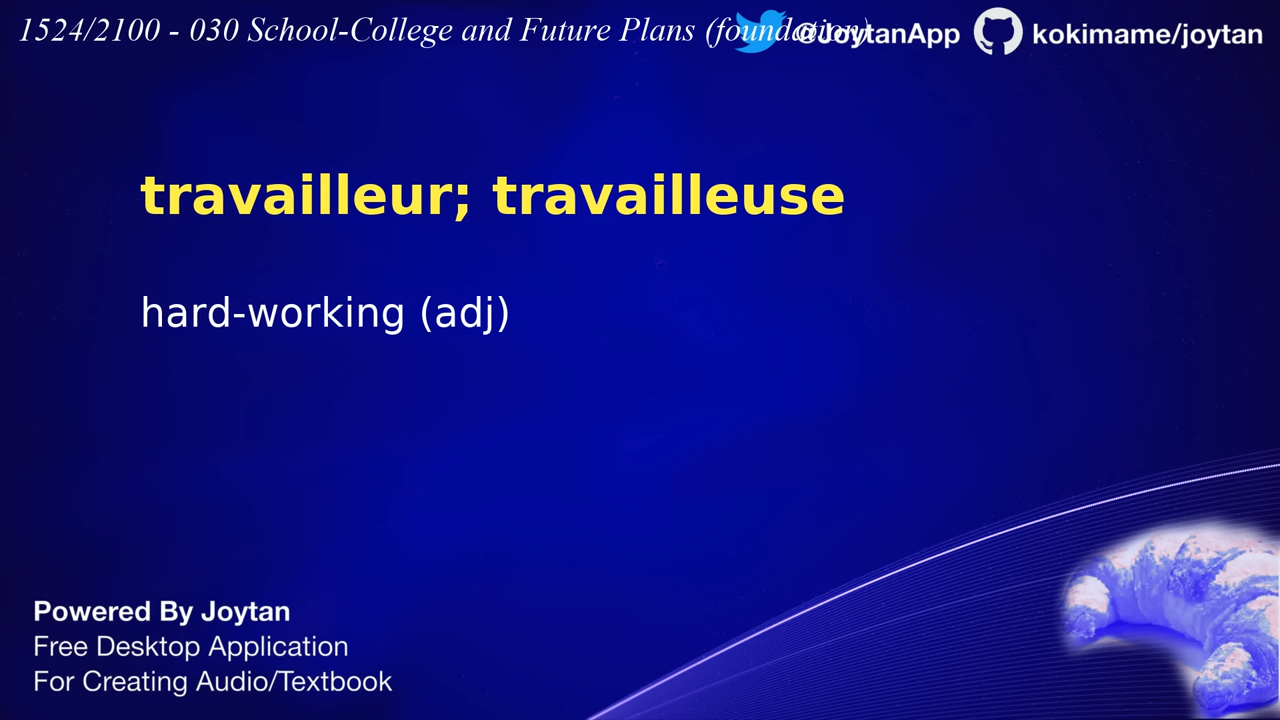 1524/2100 - 030 School-College and Future Plans (foundation)
@JoytanApp
kokimame/joytan
travailleur; travailleuse
hard-working (adj)
Powered By Joytan
Free Desktop Application
For Creating Audio/Textbook